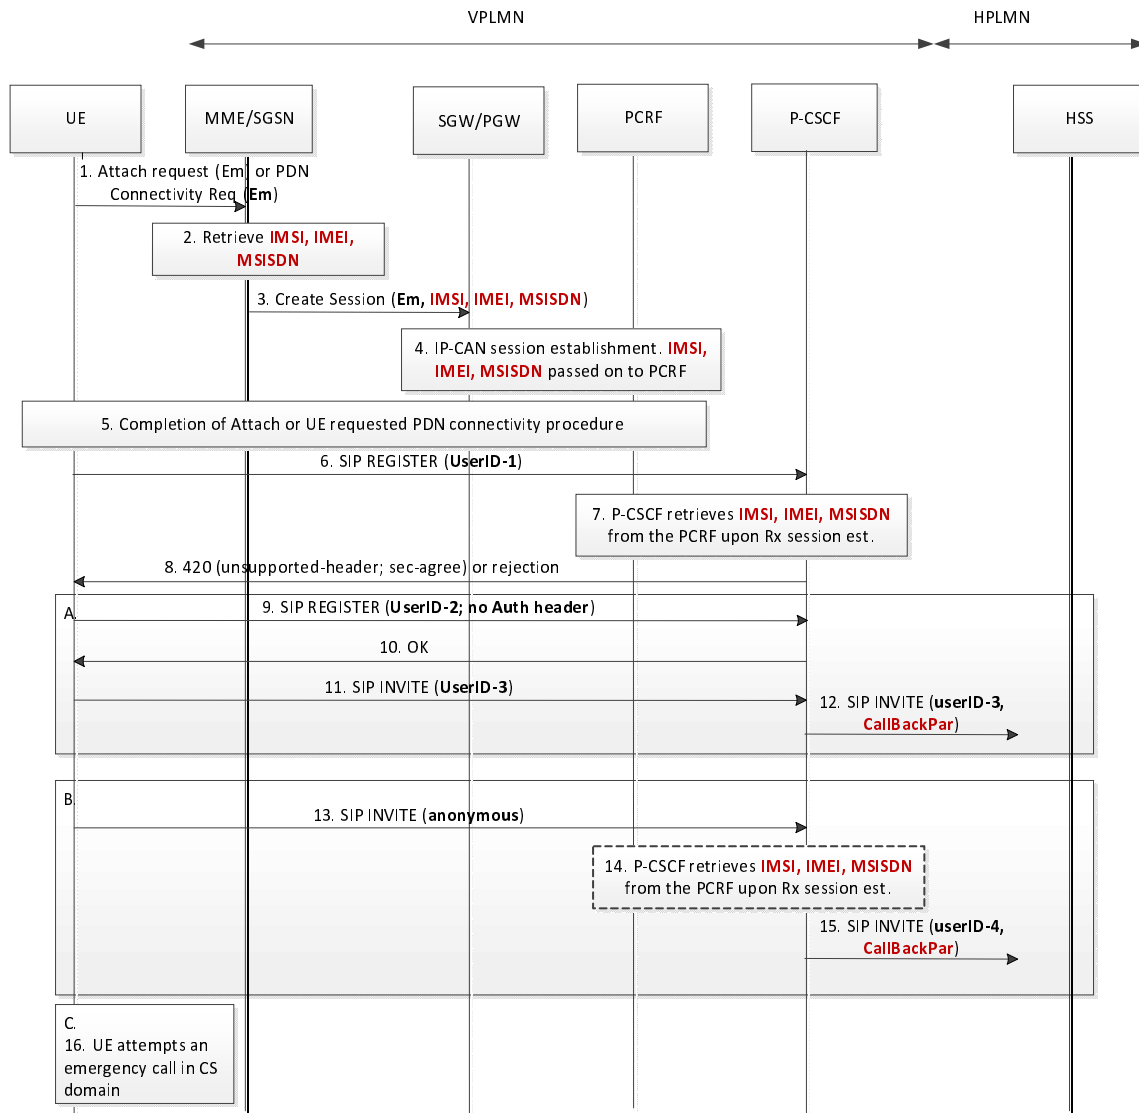 VPLMN
HPLMN
UE
MME/SGSN
SGW/PGW
PCRF
P-CSCF
HSS
1. Attach request (Em) or PDN
Connectivity Req (Em)
2. Retrieve IMSI, IMEI,
MSISDN
3. Create Session (Em, IMSI, IMEI, MSISDN)
4. IP-CAN session establishment. IMSI,
IMEI, MSISDN passed on to PCRF
5. Completion of Attach or UE requested PDN connectivity procedure
6. SIP REGISTER (UserID-1)
7. P-CSCF retrieves IMSI, IMEI, MSISDN
from the PCRF upon Rx session est.
8. 420 (unsupported-header; sec-agree) or rejection
A.
9. SIP REGISTER (UserID-2; no Auth header)
10. OK
11. SIP INVITE (UserID-3)
12. SIP INVITE (userID-3,
CallBackPar)
B.
13. SIP INVITE (anonymous)
14. P-CSCF retrieves IMSI, IMEI, MSISDN
from the PCRF upon Rx session est.
15. SIP INVITE (userID-4,
CallBackPar)
C.
16. UE attempts an
emergency call in CS
domain